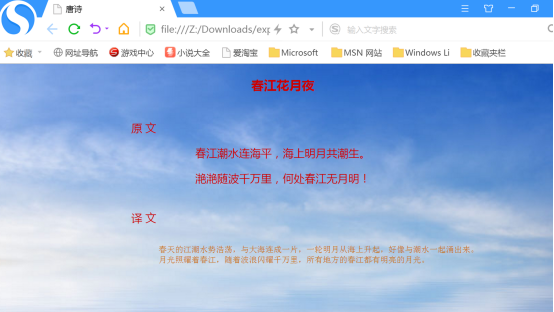 唐诗
file:///Z:/Downloads/exp
输入文字搜索
收藏 网址导航 游戏中心 小说大全 爱淘宝 Microsoft MSN 网站 Windows Li 收藏夹栏
春江花月夜
原 文
春江潮水连海平，海上明月共潮生。
滟滟随波千万里，何处春江无月明！
译 文
春天的江潮水势浩荡，与大海连成一片，一轮明月从海上升起，好像与潮水一起涌出来。
月光照耀着春江，随着波浪闪耀千万里，所有地方的春江都有明亮的月光。